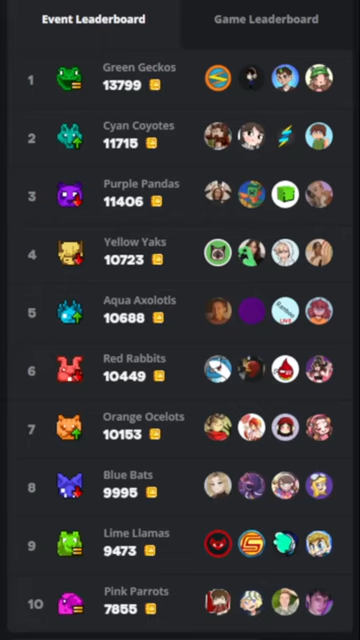 Event Leaderboard
Game Leaderboard
1
Green Geckos
13799
2
Cyan Coyotes
11715
3
Purple Pandas
11406
4
Yellow Yaks
10723
5
Aqua Axolotls
10688
6
Red Rabbits
10449
7
Orange Ocelots
10153
8
Blue Bats
9995
9
Lime Llamas
9473
10
Pink Parrots
7855